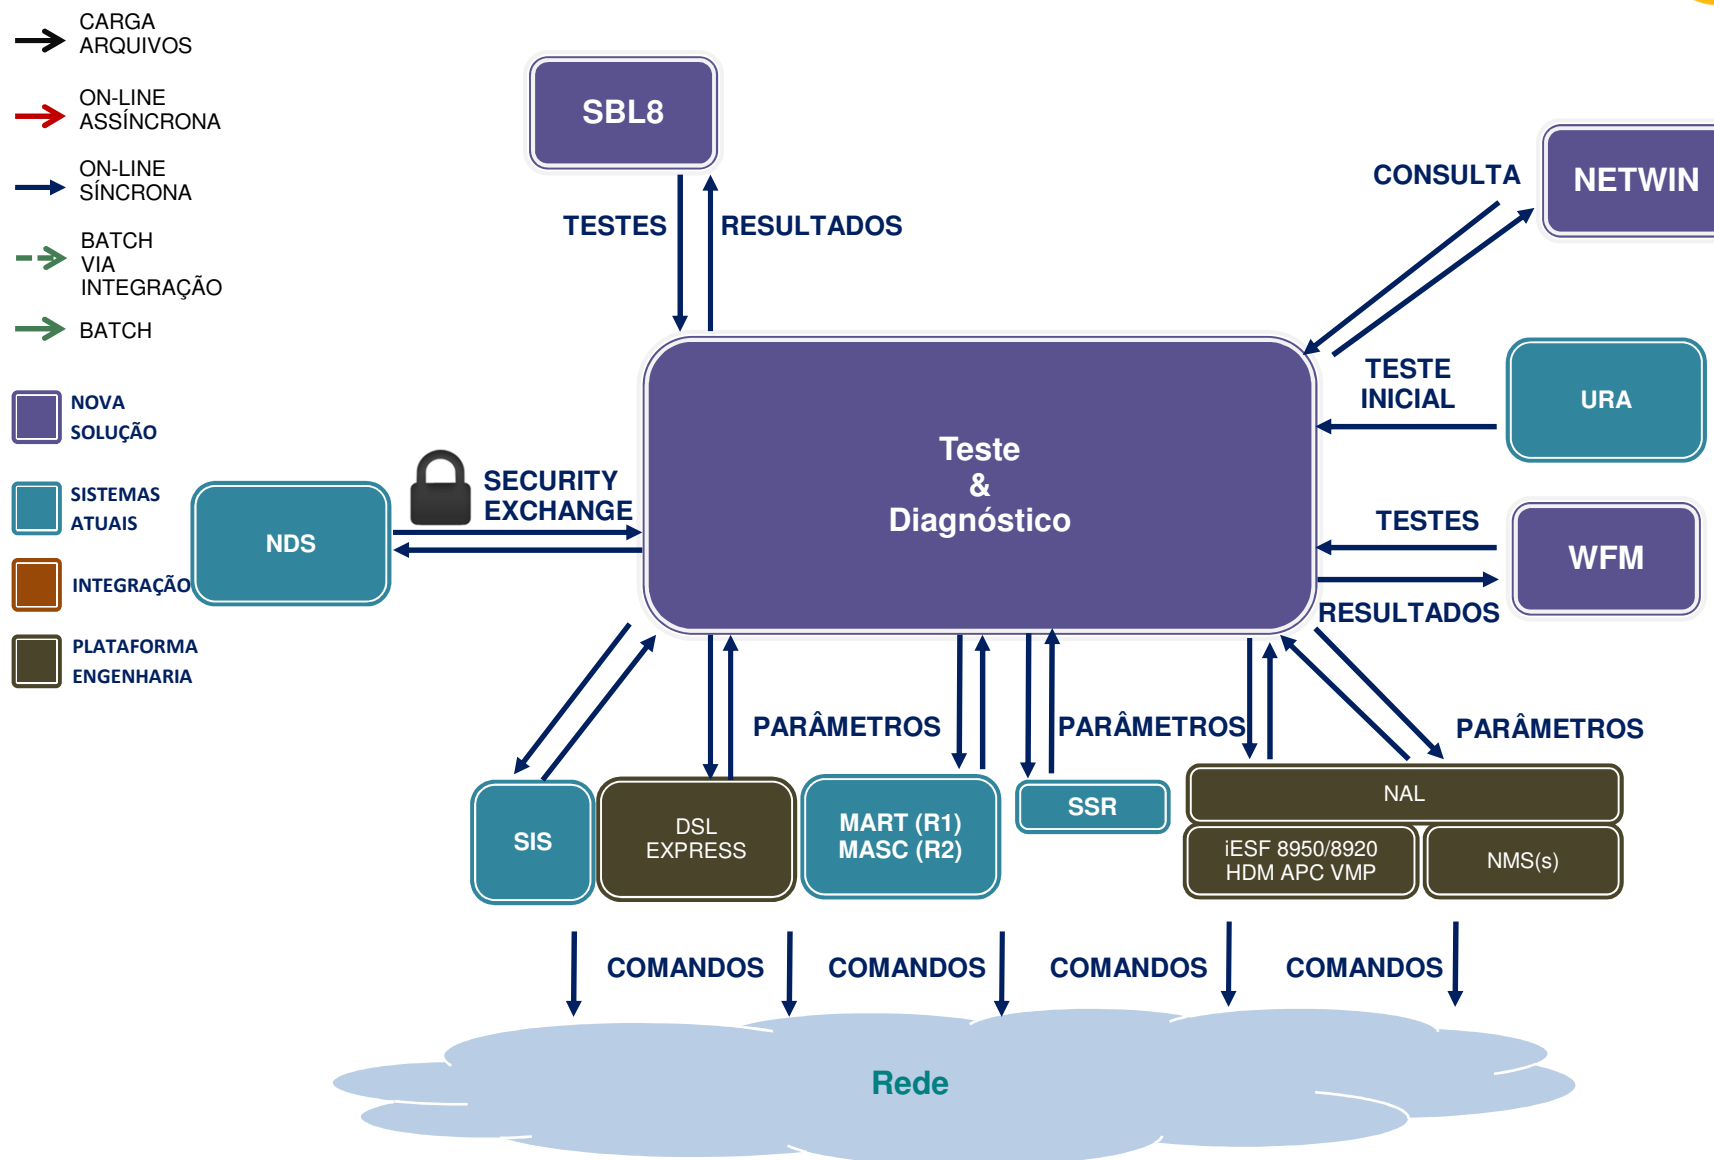 CARGA
ARQUIVOS
ON-LINE
ASSÍNCRONA
ON-LINE
SÍNCRONA
BATCH
VIA
INTEGRAÇÃO
BATCH
NOVA
SOLUÇÃO
SISTEMAS
ATUAIS
INTEGRAÇÃO
PLATAFORMA
ENGENHARIA
SBL8
TESTES
RESULTADOS
CONSULTA
NETWIN
TESTE
INICIAL
URA
Teste
&
Diagnóstico
SECURITY
EXCHANGE
NDS
TESTES
WFM
RESULTADOS
PARÂMETROS
PARÂMETROS
PARÂMETROS
SIS
DSL
EXPRESS
MART (R1)
MASC (R2)
SSR
NAL
iESF 8950/8920
HDM APC VMP
NMS(s)
COMANDOS
COMANDOS
COMANDOS
COMANDOS
Rede